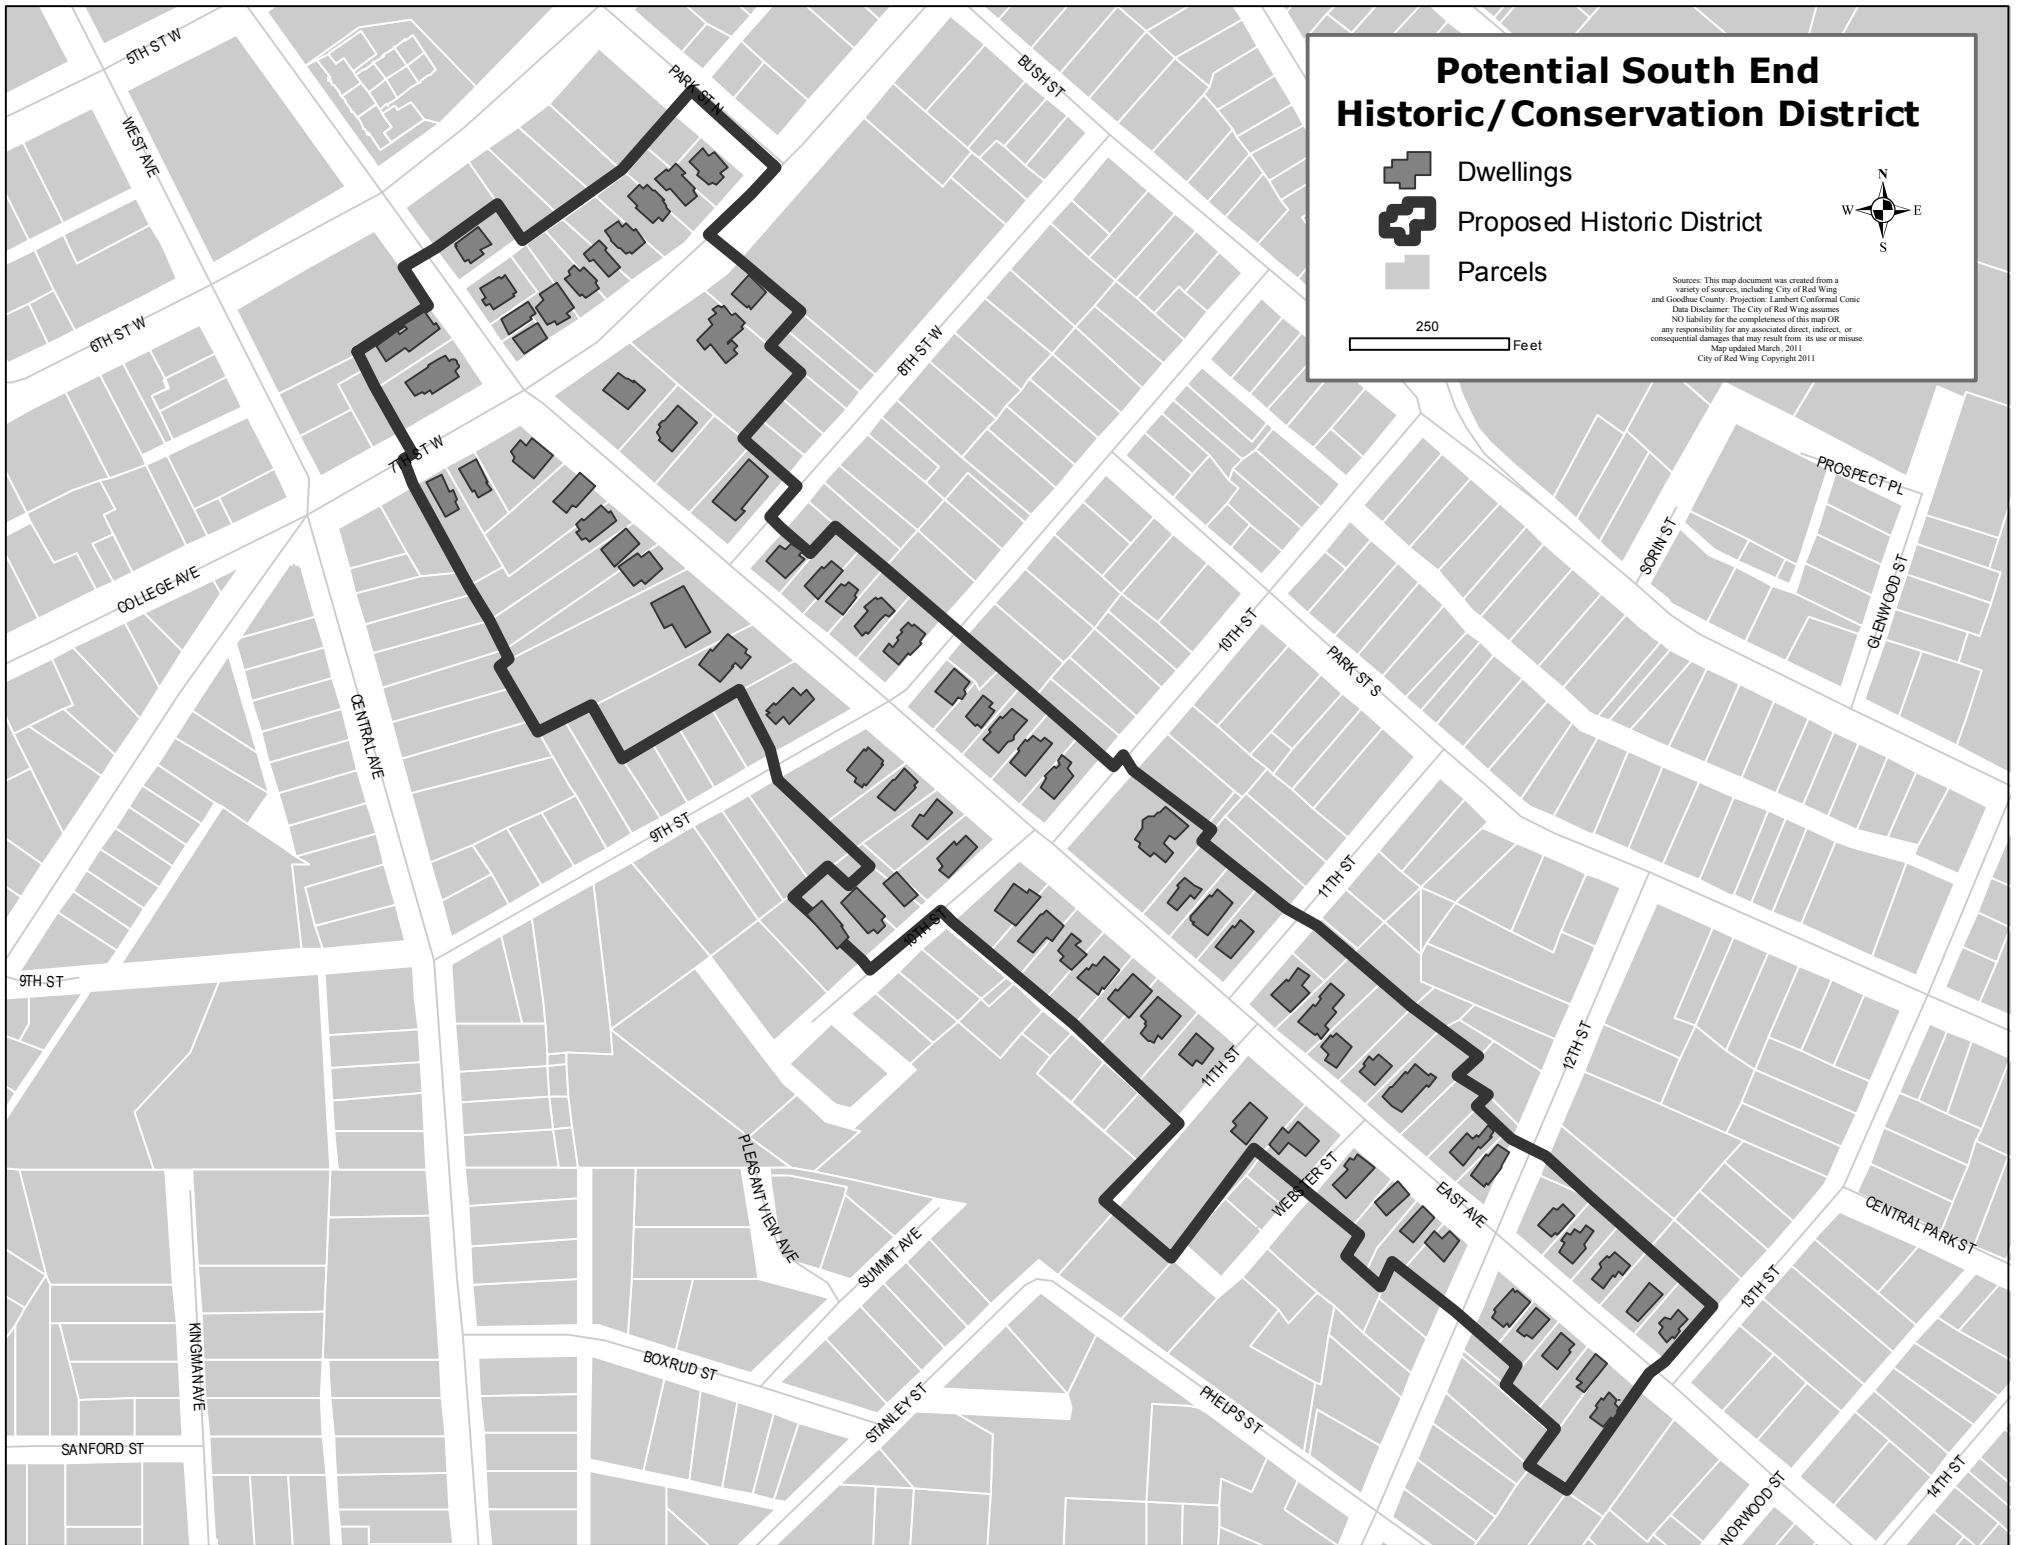 Potential South End
Historic/Conservation District
Dwellings
Proposed Historic District
Parcels
N
W
E
S
250
Feet
Sources: This map document was created from a
variety of sources, including City of Red Wing
and Goodhue County. Projection: Lambert Conformal Conic
Data Disclaimer: The City of Red Wing assumes
NO liability for the completeness of this map OR
any responsibility for any associated direct, indirect, or
consequential damages that may result from its use or misuse.
Map updated March, 2011
City of Red Wing Copyright 2011
5TH ST W
WEST AVE
PARK ST N
BUSH ST
6TH ST W
8TH ST W
7TH ST W
PROSPECT PL
SORIN ST
GLENWOOD ST
COLLEGE AVE
10TH ST
PARK ST S
CENTRAL AVE
9TH ST
11TH ST
10TH ST
9TH ST
12TH ST
11TH ST
PLEASANT VIEW AVE
WEBSTER ST
EAST AVE
CENTRAL PARK ST
SUMMIT AVE
13TH ST
KINGMAN AVE
BOXRUD ST
STANLEY ST
PHELPS ST
SANFORD ST
NORWOOD ST
14TH ST